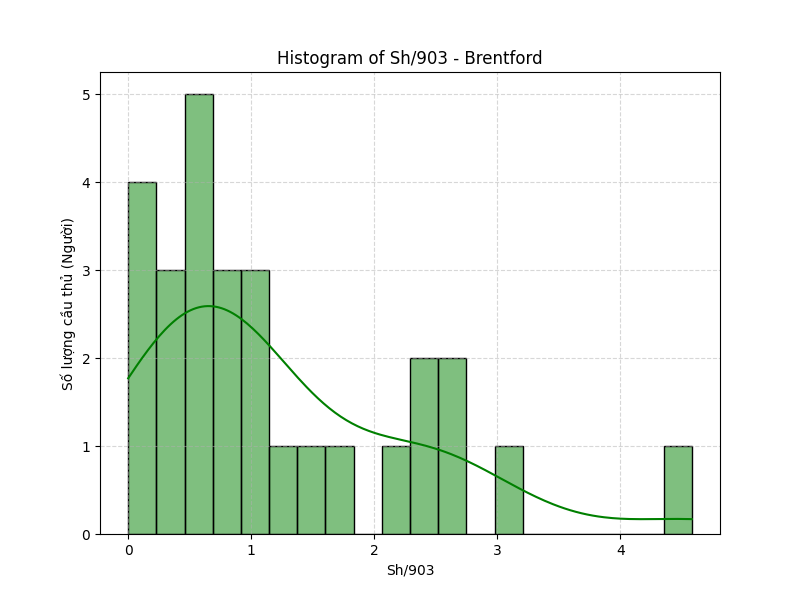 Histogram of Sh/903 - Brentford
Số lượng cầu thủ (Người)
5
4
3
2
1
0
0 1 2 3 4
Sh/903